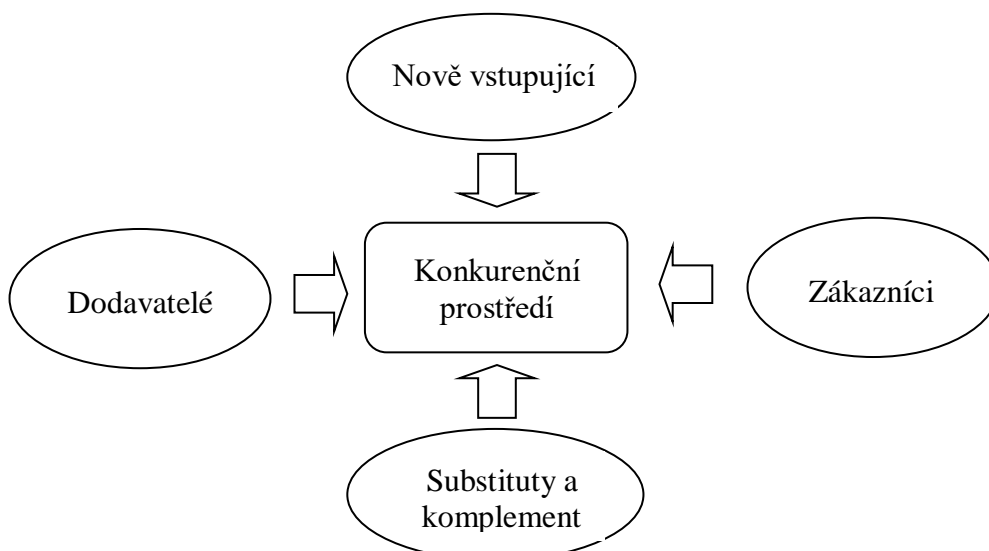 Nově vstupující
Konkurenční
prostředí
Dodavatelé
Zákazníci
Substituty a
komplement